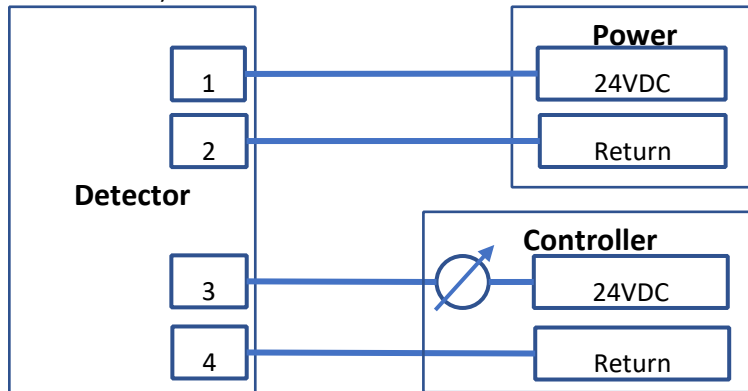 Power
1
24VDC
2
Return
Detector
Controller
3
24VDC
4
Return